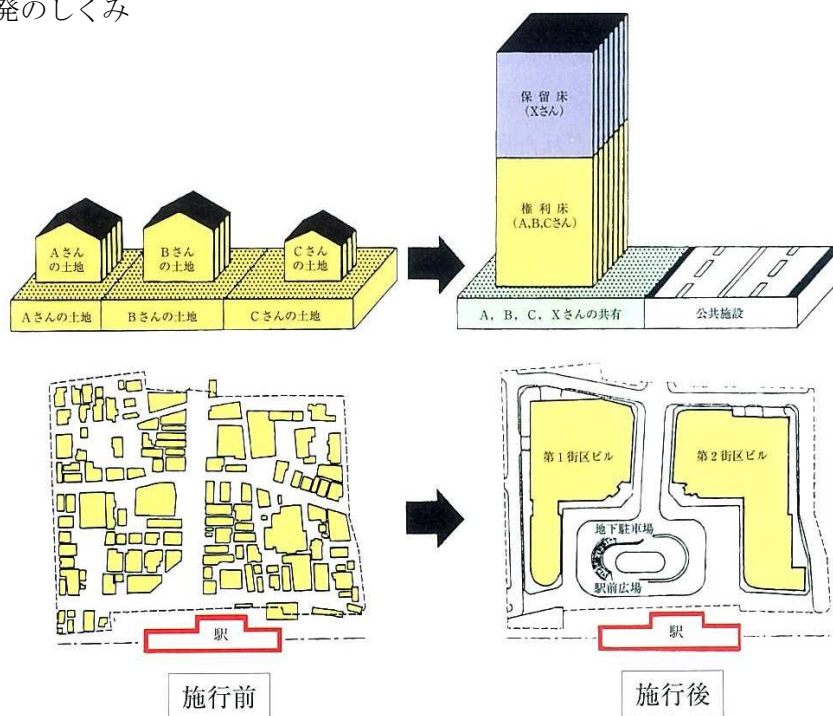 発のしくみ
保留床
(Xさん)
権利床
(A,B,Cさん)
Aさん
の土地
Bさん
の土地
Cさん
の土地
Aさんの土地
Bさんの土地
Cさんの土地
A, B, C, Xさんの共有
公共施設
第1街区ビル
第2街区ビル
地下駐車場
駅前広場
駅
駅
施行前
施行後